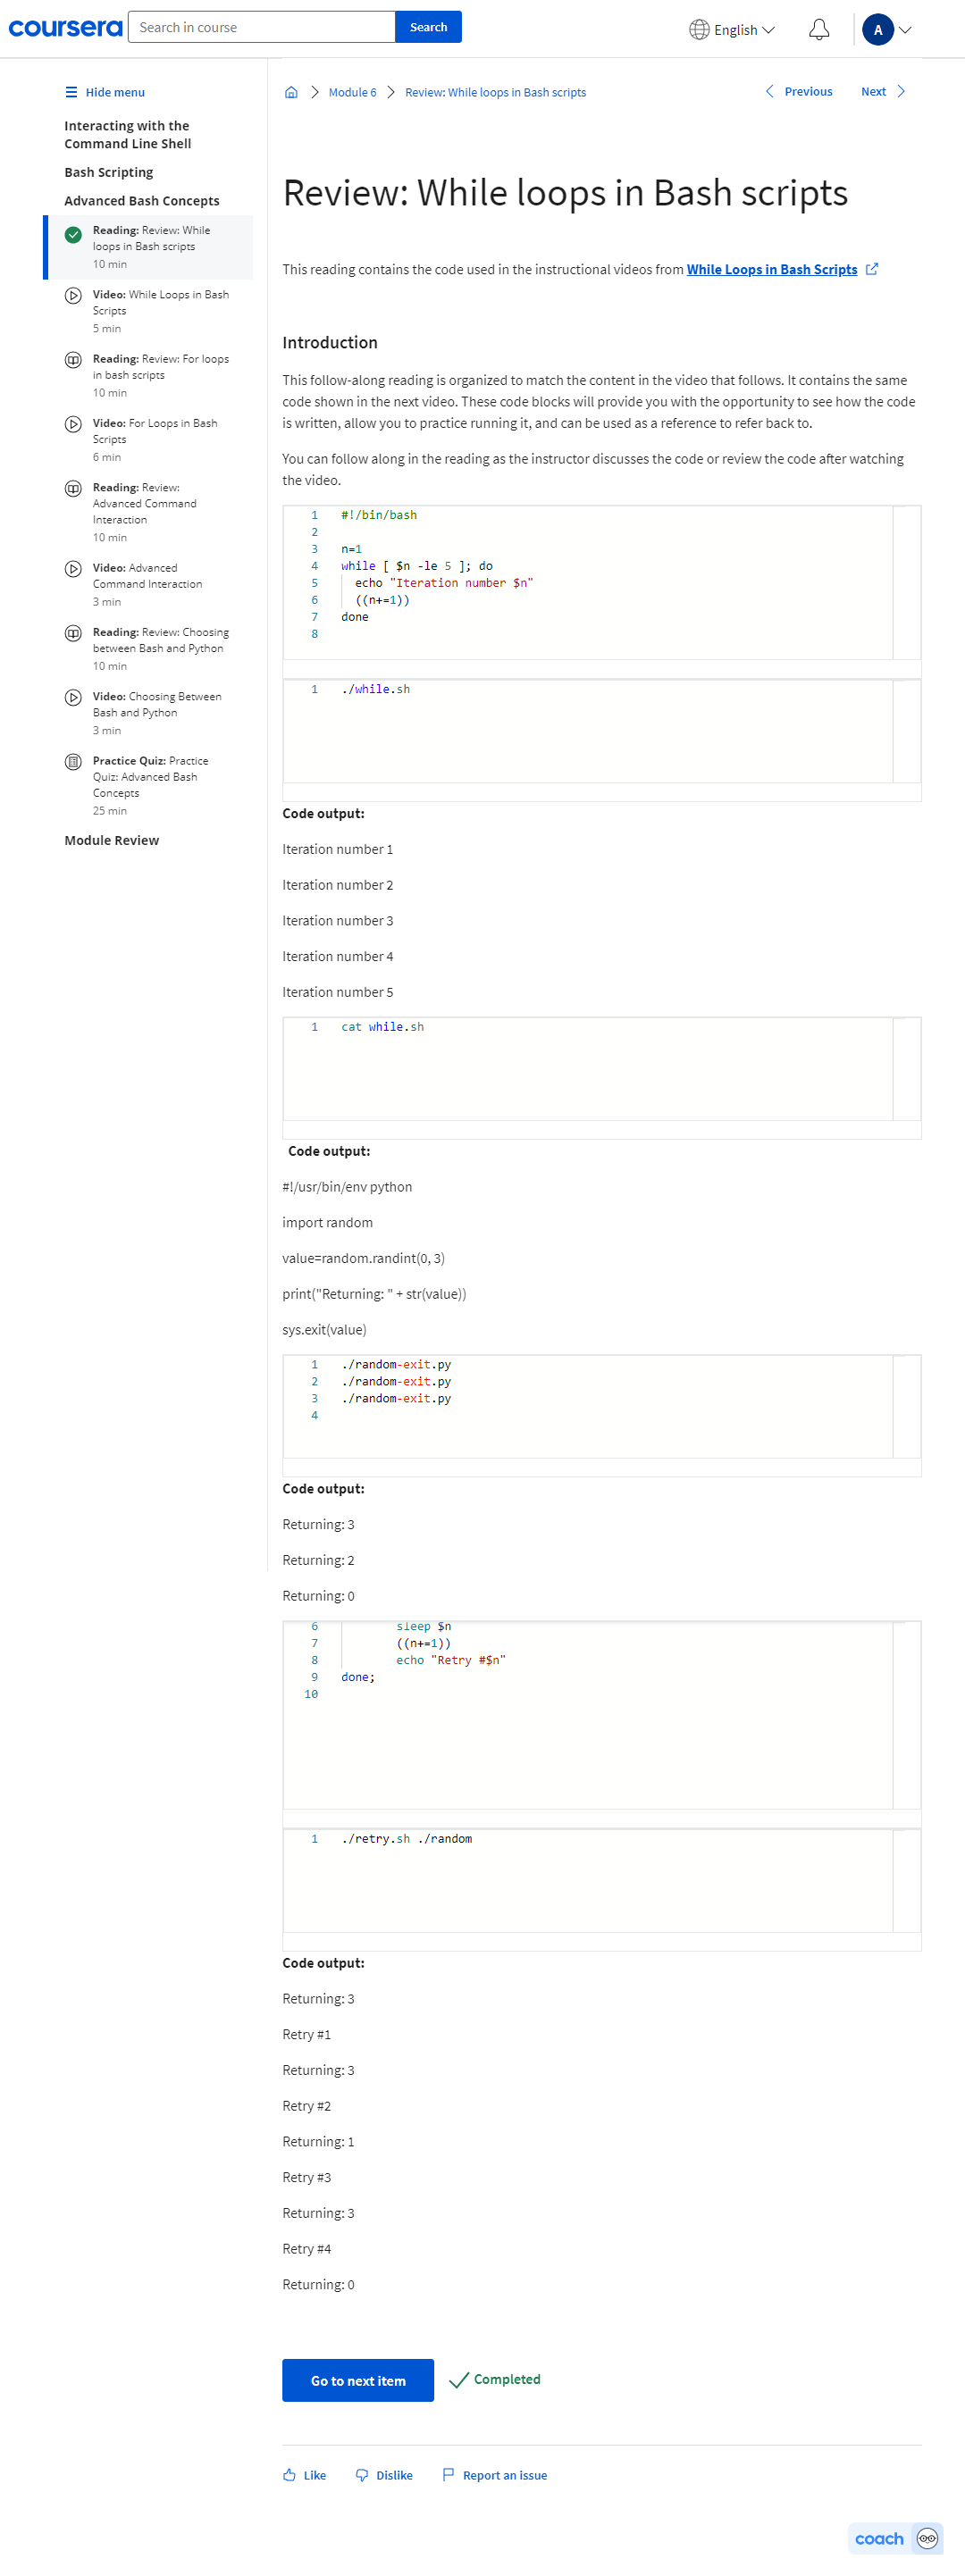 coursera
Search in course
Search
English
A
Hide menu
Interacting with the
Command Line Shell
Bash Scripting
Advanced Bash Concepts
Reading: Review: While
loops in Bash scripts
10 min
Video: While Loops in Bash
Scripts
5 min
Reading: Review: For loops
in bash scripts
10 min
Video: For Loops in Bash
Scripts
6 min
Reading: Review:
Advanced Command
Interaction
10 min
Video: Advanced
Command Interaction
3 min
Reading: Review: Choosing
between Bash and Python
10 min
Video: Choosing Between
Bash and Python
3 min
Practice Quiz: Practice
Quiz: Advanced Bash
Concepts
25 min
Module Review
Module 6
Review: While loops in Bash scripts
Previous
Next
Review: While loops in Bash scripts
This reading contains the code used in the instructional videos from While Loops in Bash Scripts
Introduction
This follow-along reading is organized to match the content in the video that follows. It contains the same
code shown in the next video. These code blocks will provide you with the opportunity to see how the code
is written, allow you to practice running it, and can be used as a reference to refer back to.
You can follow along in the reading as the instructor discusses the code or review the code after watching
the video.
1 #!/bin/bash
2
3 n=1
4 while [ $n -le 5 ]; do
5 echo "Iteration number $n"
6 ((n+=1))
7 done
8
1 ./while.sh
Code output:
Iteration number 1
Iteration number 2
Iteration number 3
Iteration number 4
Iteration number 5
1 cat while.sh
Code output:
#!/usr/bin/env python
import random
value=random.randint(0, 3)
print("Returning: " + str(value))
sys.exit(value)
1 ./random-exit.py
2 ./random-exit.py
3 ./random-exit.py
4
Code output:
Returning: 3
Returning: 2
Returning: 0
6 sleep $n
7 ((n+=1))
8 echo "Retry #$n"
9 done;
10
1 ./retry.sh ./random
Code output:
Returning: 3
Retry #1
Returning: 3
Retry #2
Returning: 1
Retry #3
Returning: 3
Retry #4
Returning: 0
Go to next item
Completed
Like
Dislike
Report an issue
coach